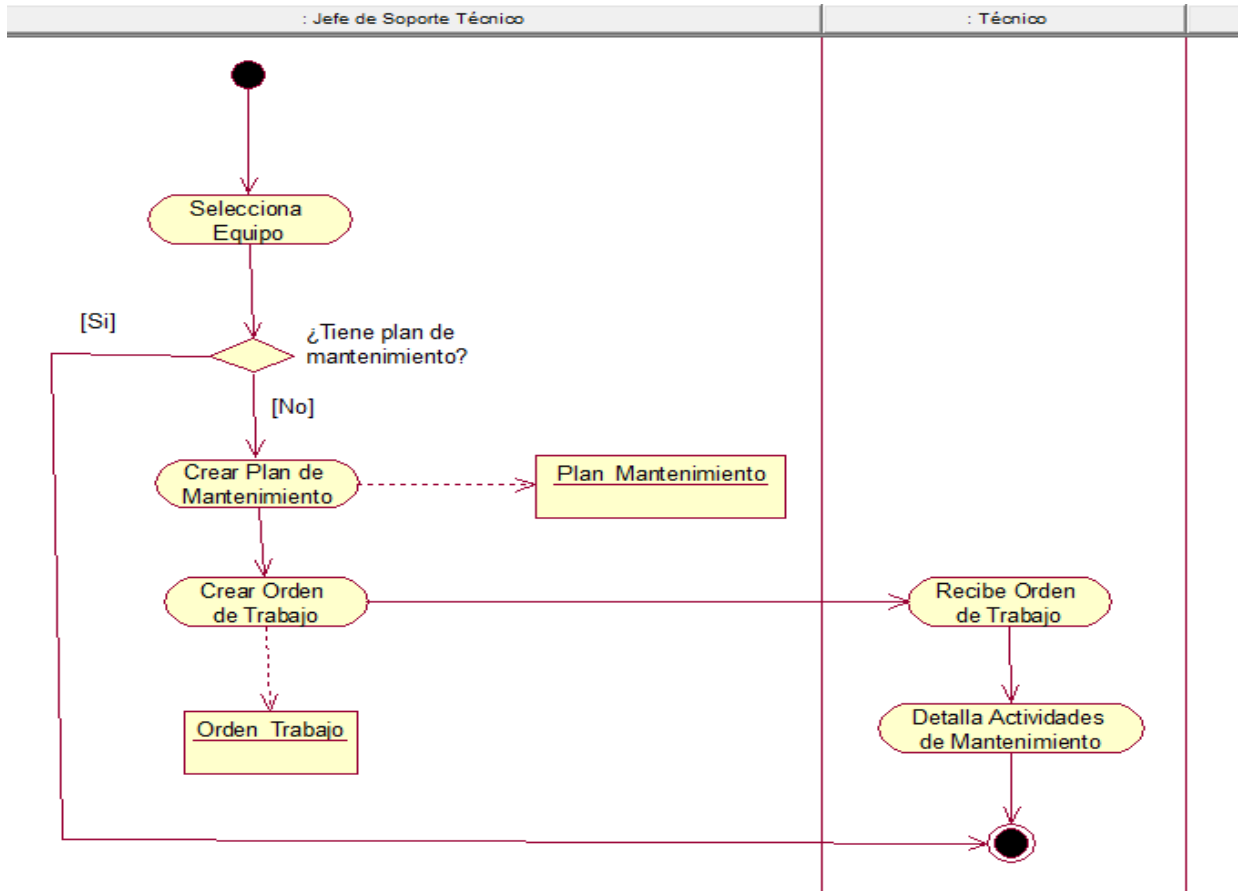 : Jefe de Soporte Técnico
: Técnico
Selecciona
Equipo
[Si]
¿Tiene plan de
mantenimiento?
[No]
Crear Plan de
Mantenimiento
Plan Mantenimiento
Crear Orden
de Trabajo
Recibe Orden
de Trabajo
Orden Trabajo
Detalla Actividades
de Mantenimiento